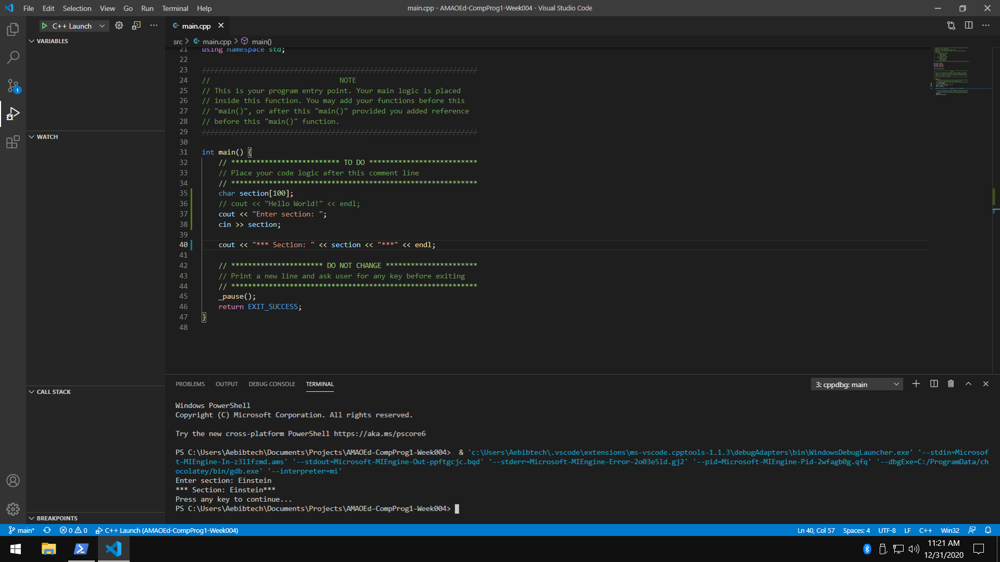 File Edit Selection View Go Run Terminal Help
main.cpp - AMAOEd-CompProg1-Week004 - Visual Studio Code
C++ Launch
main.cpp
VARIABLES
src > main.cpp > main()
21 using namespace std;
22
23 //////////////////////////////////////////////////////////////////
24 // NOTE
25 // This is your program entry point. Your main logic is placed
26 // inside this function. You may add your functions before this
27 // "main()", or after this "main()" provided you added reference
28 // before this "main()" function.
29 //////////////////////////////////////////////////////////////////
30
31 int main() {
32 // ************************** TO DO **************************
33 // Place your code logic after this comment line
34 // ***********************************************************
35 char section[100];
36 // cout << "Hello World!" << endl;
37 cout << "Enter section: ";
38 cin >> section;
39
40 cout << "*** Section: " << section << "***" << endl;
41
42 // ********************** DO NOT CHANGE **********************
43 // Print a new line and ask user for any key before exiting
44 // ***********************************************************
45 _pause();
46 return EXIT_SUCCESS;
47 }
48
1
WATCH
CALL STACK
BREAKPOINTS
PROBLEMS OUTPUT DEBUG CONSOLE TERMINAL
3: cppdbg: main
Windows PowerShell
Copyright (C) Microsoft Corporation. All rights reserved.
Try the new cross-platform PowerShell https://aka.ms/pscore6
PS C:\Users\Aebibtech\Documents\Projects\AMAOEd-CompProg1-Week004>  & 'c:\Users\Aebibtech\.vscode\extensions\ms-vscode.cpptools-1.1.3\debugAdapters\bin\WindowsDebugLauncher.exe' '--stdin=Microsof
t-MIEngine-In-z3l1fzmd.ams' '--stdout=Microsoft-MIEngine-Out-ppftgcjc.bqd' '--stderr=Microsoft-MIEngine-Error-2o03e5ld.gj2' '--pid=Microsoft-MIEngine-Pid-2wfagb0g.qfq' '--dbgExe=C:/ProgramData/ch
ocolatey/bin/gdb.exe' '--interpreter=mi'
Enter section: Einstein
*** Section: Einstein***
Press any key to continue...
PS C:\Users\Aebibtech\Documents\Projects\AMAOEd-CompProg1-Week004>
main* 0 0 C++ Launch (AMAOEd-CompProg1-Week004)
Ln 40, Col 57 Spaces: 4 UTF-8 LF C++ Win32
11:21 AM
12/31/2020